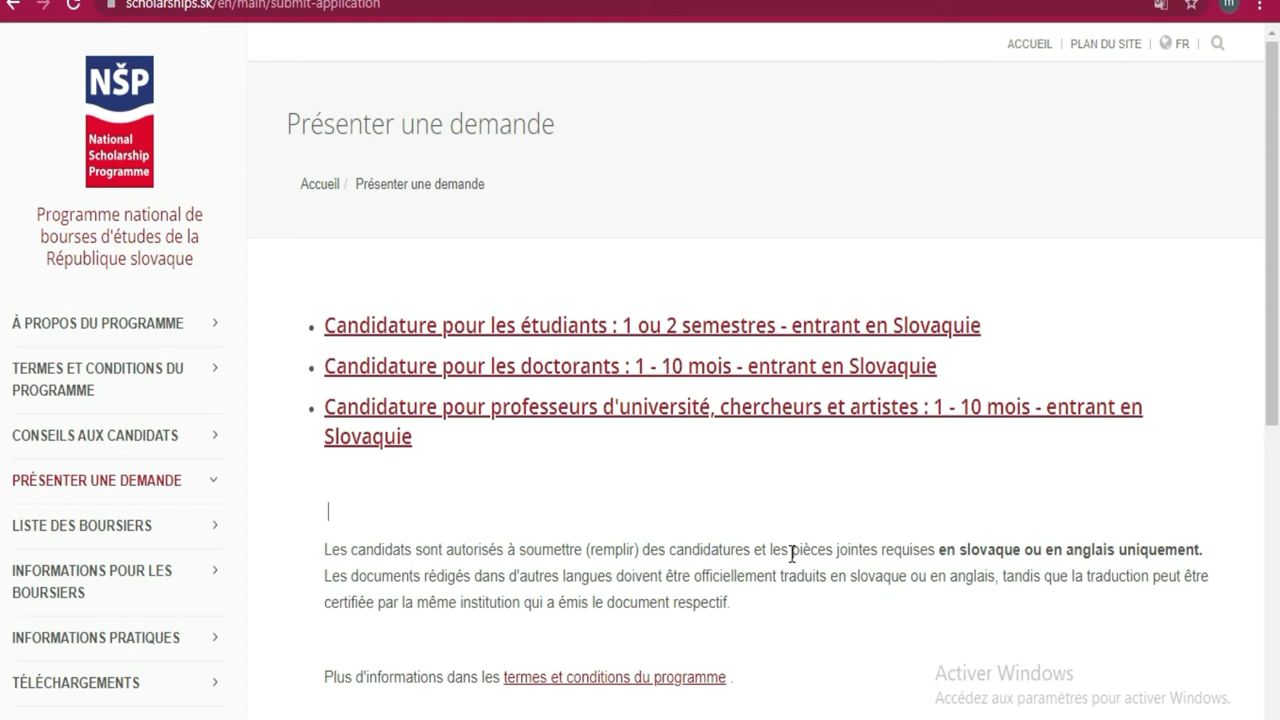 scholarships.sk/en/main/submit-application
m
ACCUEIL | PLAN DU SITE | FR |
NŠP
National
Scholarship
Programme
Programme national de
bourses d'études de la
République slovaque
À PROPOS DU PROGRAMME
TERMES ET CONDITIONS DU
PROGRAMME
CONSEILS AUX CANDIDATS
PRÉSENTER UNE DEMANDE
LISTE DES BOURSIERS
INFORMATIONS POUR LES
BOURSIERS
INFORMATIONS PRATIQUES
TÉLÉCHARGEMENTS
Présenter une demande
Accueil / Présenter une demande
• Candidature pour les étudiants : 1 ou 2 semestres - entrant en Slovaquie
• Candidature pour les doctorants : 1 - 10 mois - entrant en Slovaquie
• Candidature pour professeurs d'université, chercheurs et artistes : 1 - 10 mois - entrant en
Slovaquie
Les candidats sont autorisés à soumettre (remplir) des candidatures et les pièces jointes requises en slovaque ou en anglais uniquement.
Les documents rédigés dans d'autres langues doivent être officiellement traduits en slovaque ou en anglais, tandis que la traduction peut être
certifiée par la même institution qui a émis le document respectif.
Plus d'informations dans les termes et conditions du programme .
Activer Windows
Accédez aux paramètres pour activer Windows.